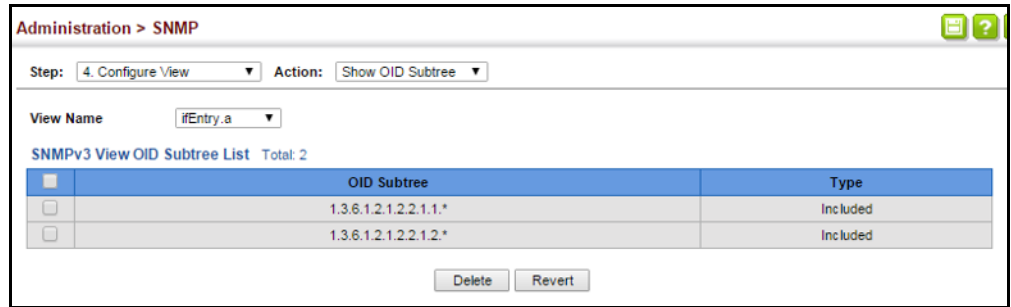 Administration > SNMP
Step: 4. Configure View Action: Show OID Subtree
View Name ifEntry.a
SNMPv3 View OID Subtree List Total: 2
OID Subtree Type
1.3.6.1.2.1.2.2.1.1.* Included
1.3.6.1.2.1.2.2.1.2.* Included
Delete Revert